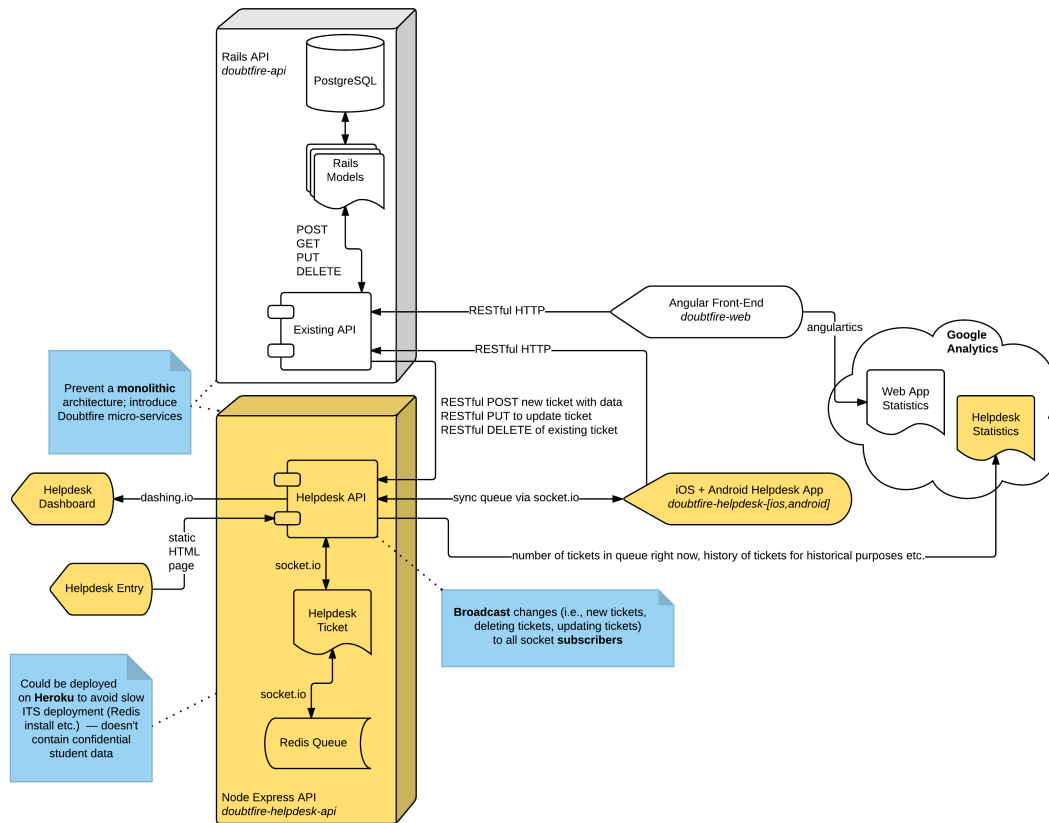 Rails API
doubtfire-api
PostgreSQL
Rails
Models
POST
GET
PUT
DELETE
Existing API
RESTful HTTP
Angular Front-End
doubtfire-web
angulartics
Google
Analytics
RESTful HTTP
Web App
Statistics
Helpdesk
Statistics
Prevent a monolithic
architecture; introduce
Doubtfire micro-services
RESTful POST new ticket with data
RESTful PUT to update ticket
RESTful DELETE of existing ticket
Helpdesk
Dashboard
dashing.io
Helpdesk API
sync queue via socket.io
iOS + Android Helpdesk App
doubtfire-helpdesk-[ios,android]
static
HTML
page
number of tickets in queue right now, history of tickets for historical purposes etc.
Helpdesk Entry
socket.io
Helpdesk
Ticket
Broadcast changes (i.e., new tickets,
deleting tickets, updating tickets)
to all socket subscribers
Could be deployed
on Heroku to avoid slow
ITS deployment (Redis
install etc.) — doesn't
contain confidential
student data
socket.io
Redis Queue
Node Express API
doubtfire-helpdesk-api